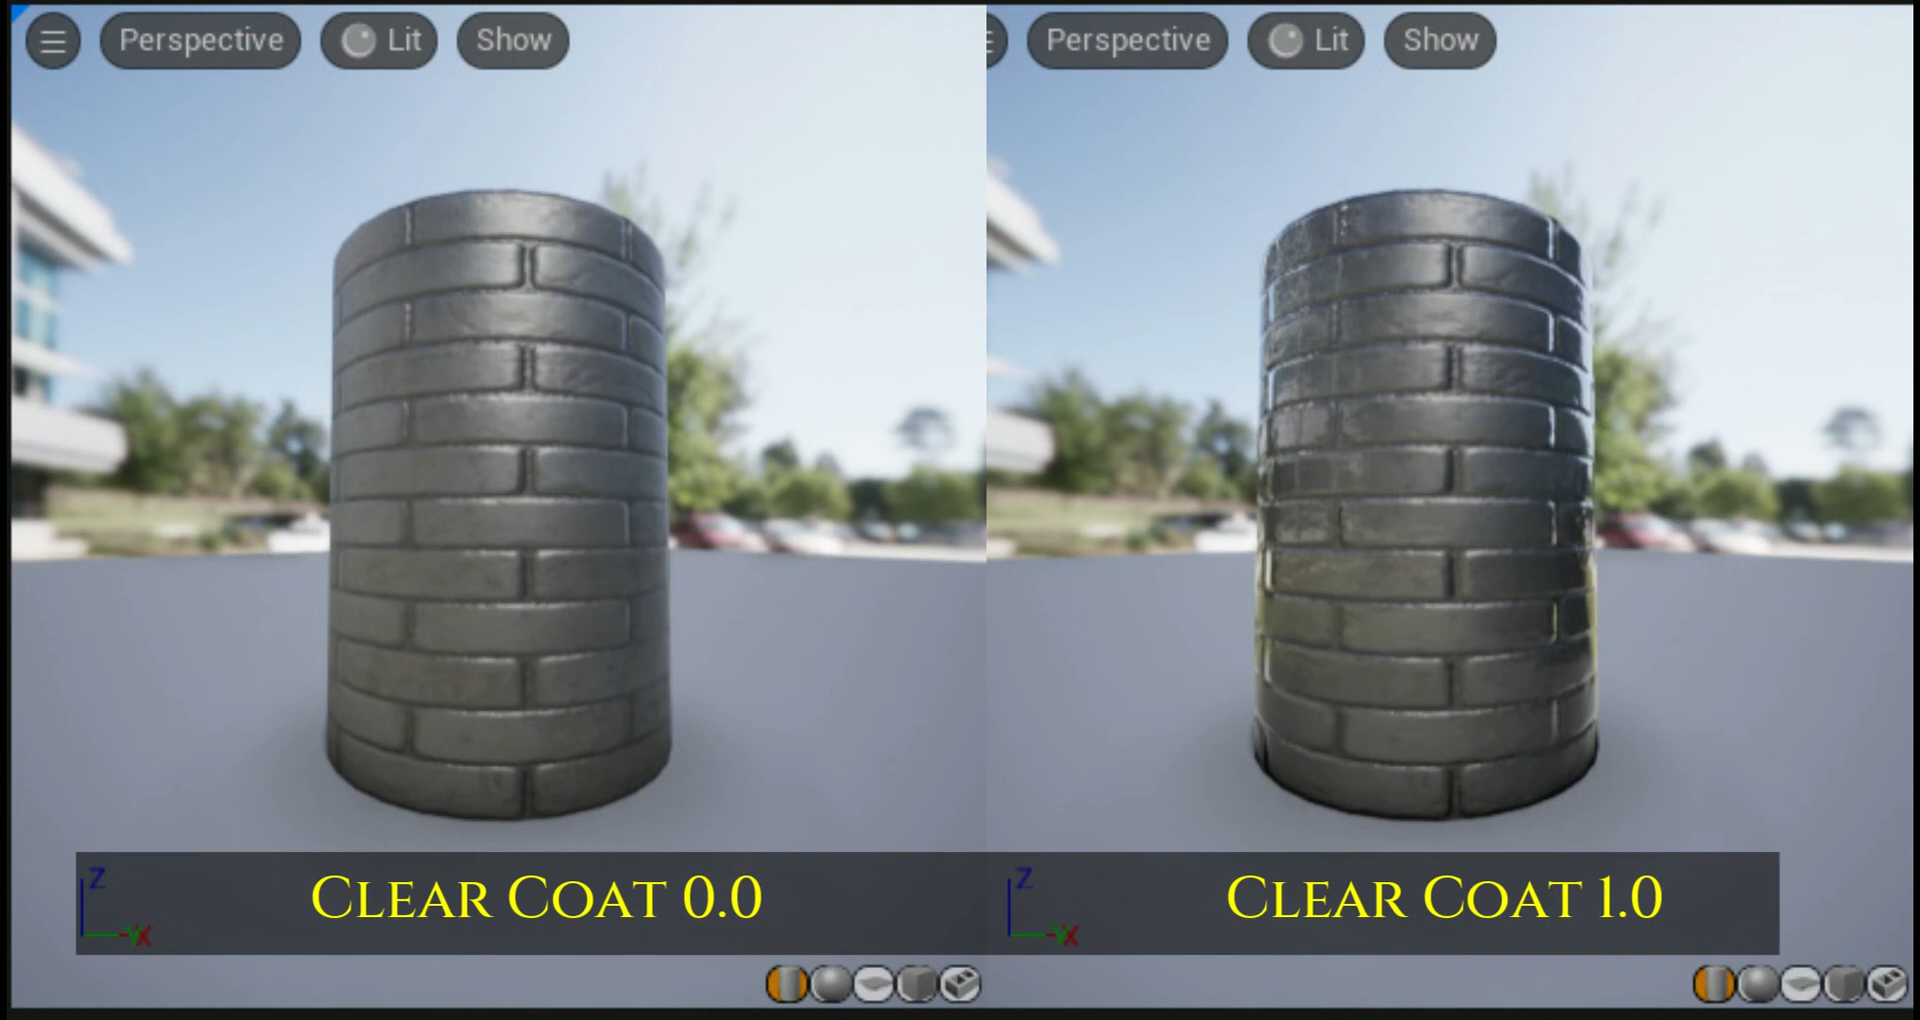 Perspective Lit Show
Perspective Lit Show
Z
Y X
CLEAR COAT 0.0
Z
Y X
CLEAR COAT 1.0